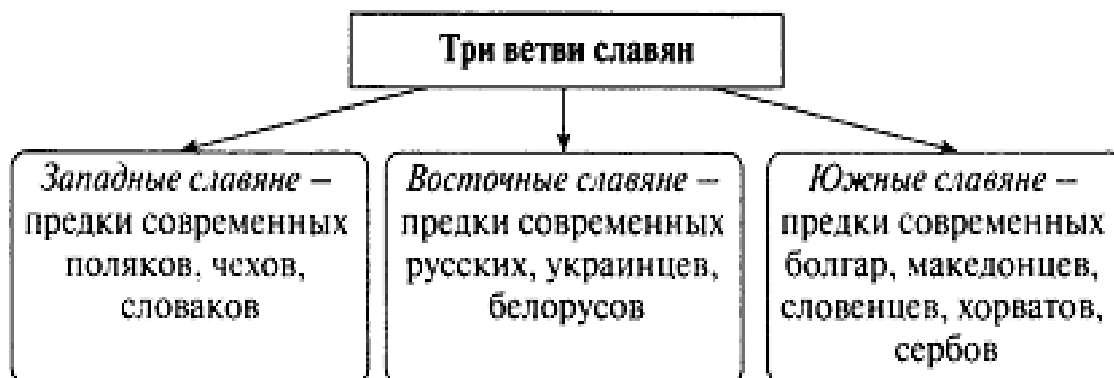 Три ветви славян
Западные славяне –
предки современных
поляков, чехов,
словаков
Восточные славяне –
предки современных
русских, украинцев,
белорусов
Южные славяне –
предки современных
болгар, македонцев,
словенцев, хорватов,
сербов